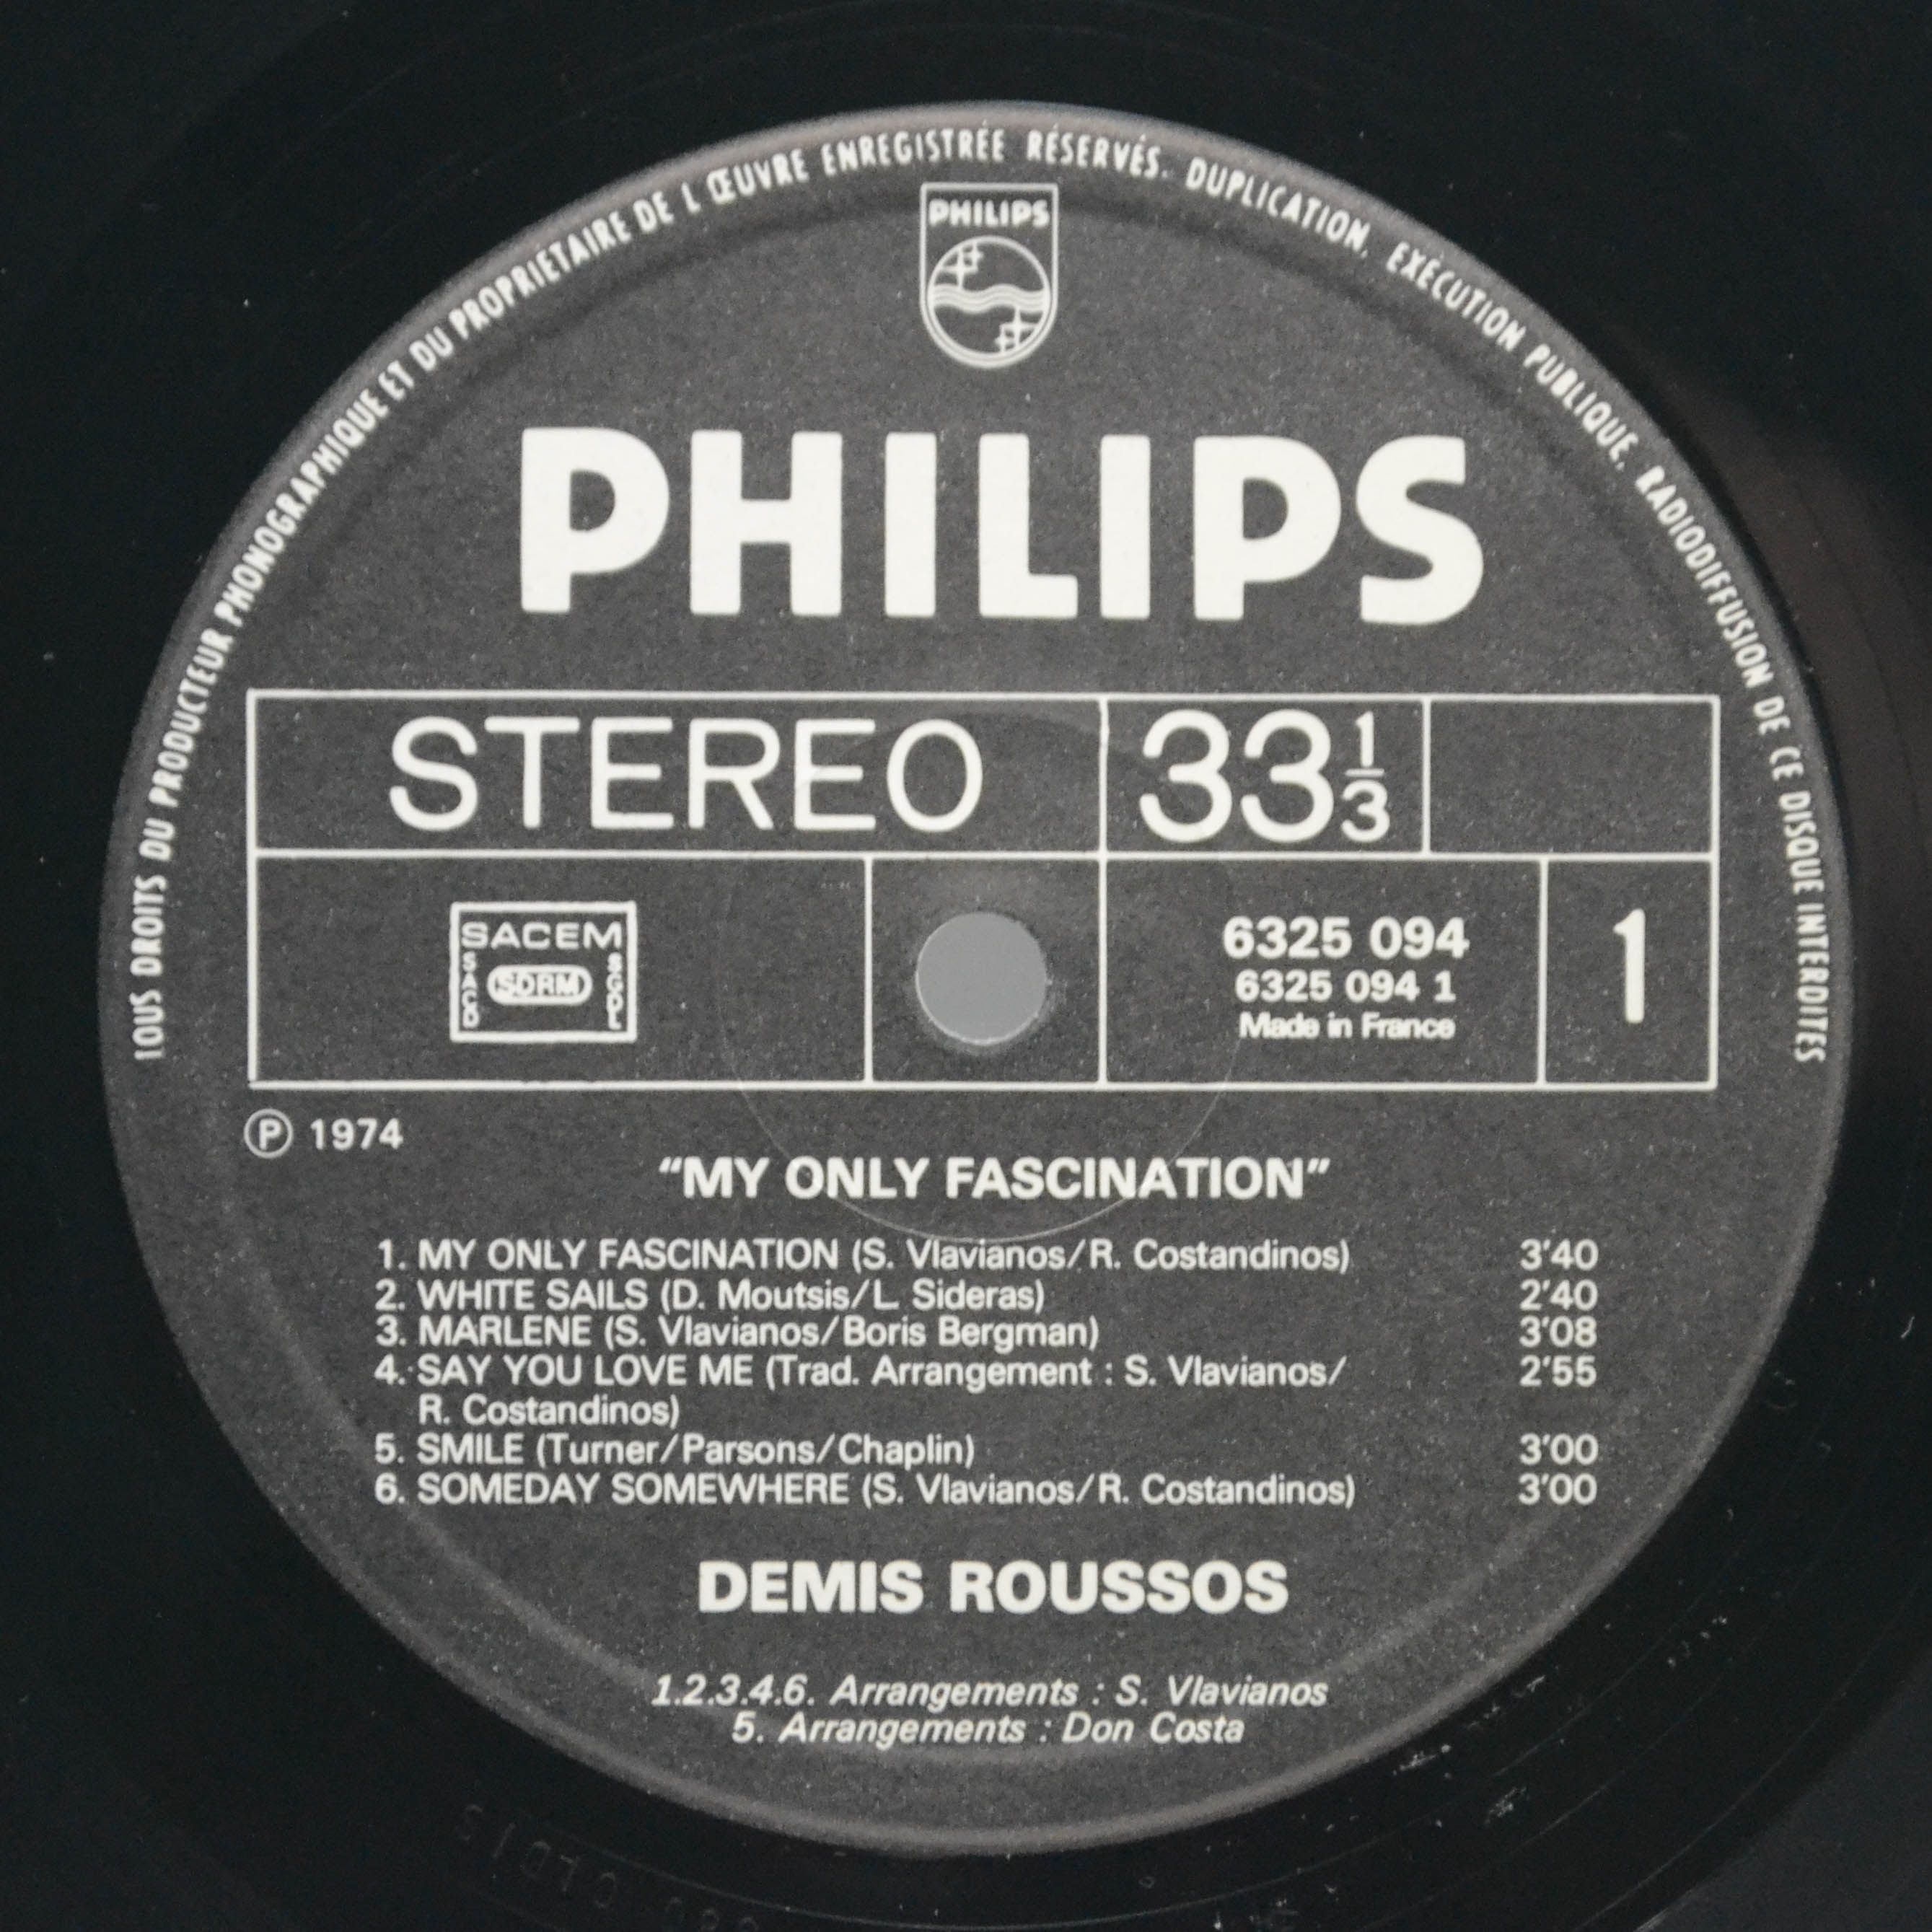 TOUS DROITS DU PRODUCTEUR PHONOGRAPHIQUE ET DU PROPRIÉTAIRE DE L ŒUVRE ENREGISTRÉE RÉSERVÉS. DUPLICATION, EXÉCUTION PUBLIQUE, RADIODIFFUSION DE CE DISQUE INTERDITES
PHILIPS
PHILIPS
STEREO 33 1/3
SACEM
SACD SDRM SGDL
6325 094
6325 094 1
Made in France
1
Ⓟ 1974
“MY ONLY FASCINATION”
1. MY ONLY FASCINATION (S. Vlavianos/R. Costandinos) 3'40
2. WHITE SAILS (D. Moutsis/L. Sideras) 2'40
3. MARLENE (S. Vlavianos/Boris Bergman) 3'08
4. SAY YOU LOVE ME (Trad. Arrangement : S. Vlavianos/ 2'55
R. Costandinos)
5. SMILE (Turner/Parsons/Chaplin) 3'00
6. SOMEDAY SOMEWHERE (S. Vlavianos/R. Costandinos) 3'00
DEMIS ROUSSOS
1.2.3.4.6. Arrangements : S. Vlavianos
5. Arrangements : Don Costa